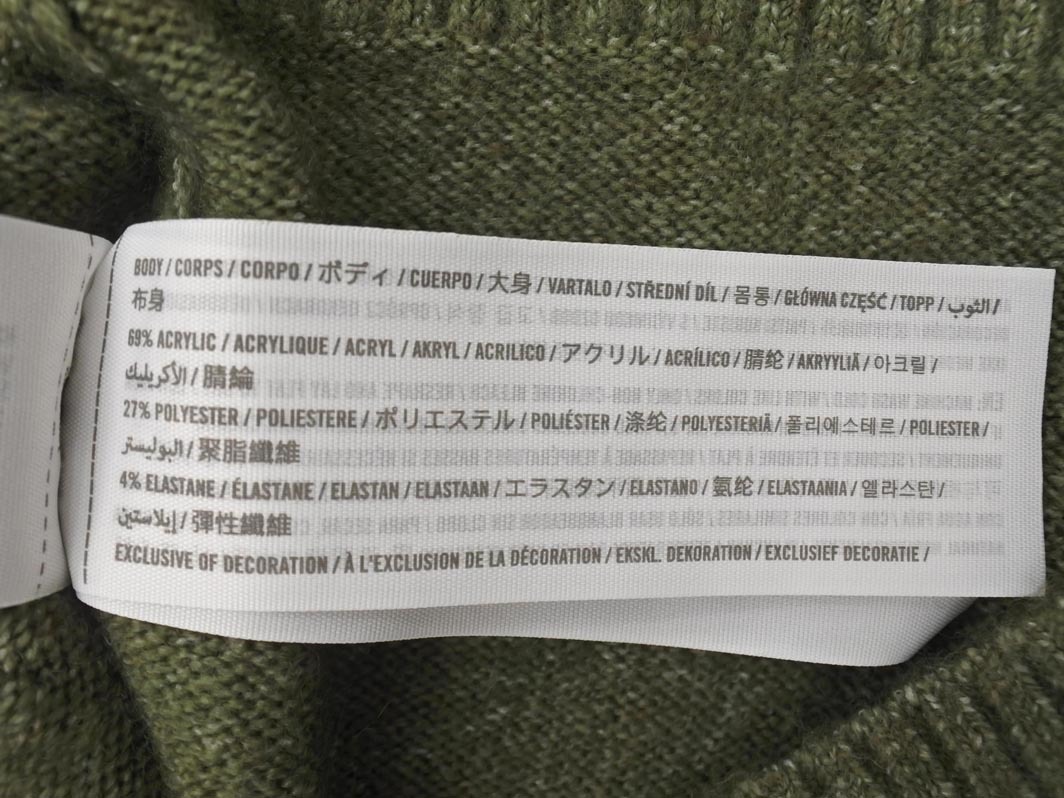 BODY / CORPS / CORPO / ボディ / CUERPO / 大身 / VARTALO / STŘEDNÍ DÍL / 몸통 / GŁÓWNA CZĘŚĆ / TOPP / الثوب /
布身
69% ACRYLIC / ACRYLIQUE / ACRYL / AKRYL / ACRILICO / アクリル / ACRÍLICO / 腈纶 / AKRYYLIÄ / 아크릴 /
الأكريليك / 腈綸
27% POLYESTER / POLIESTERE / ポリエステル / POLIÉSTER / 涤纶 / POLYESTERIÄ / 폴리에스테르 / POLIESTER /
البوليستر / 聚脂纖維
4% ELASTANE / ÉLASTANE / ELASTAN / ELASTAAN / エラスタン / ELASTANO / 氨纶 / ELASTAANIA / 엘라스탄 /
إيلاستين / 彈性纖維
EXCLUSIVE OF DECORATION / À L'EXCLUSION DE LA DÉCORATION / EKSKL. DEKORATION / EXCLUSIEF DECORATIE /